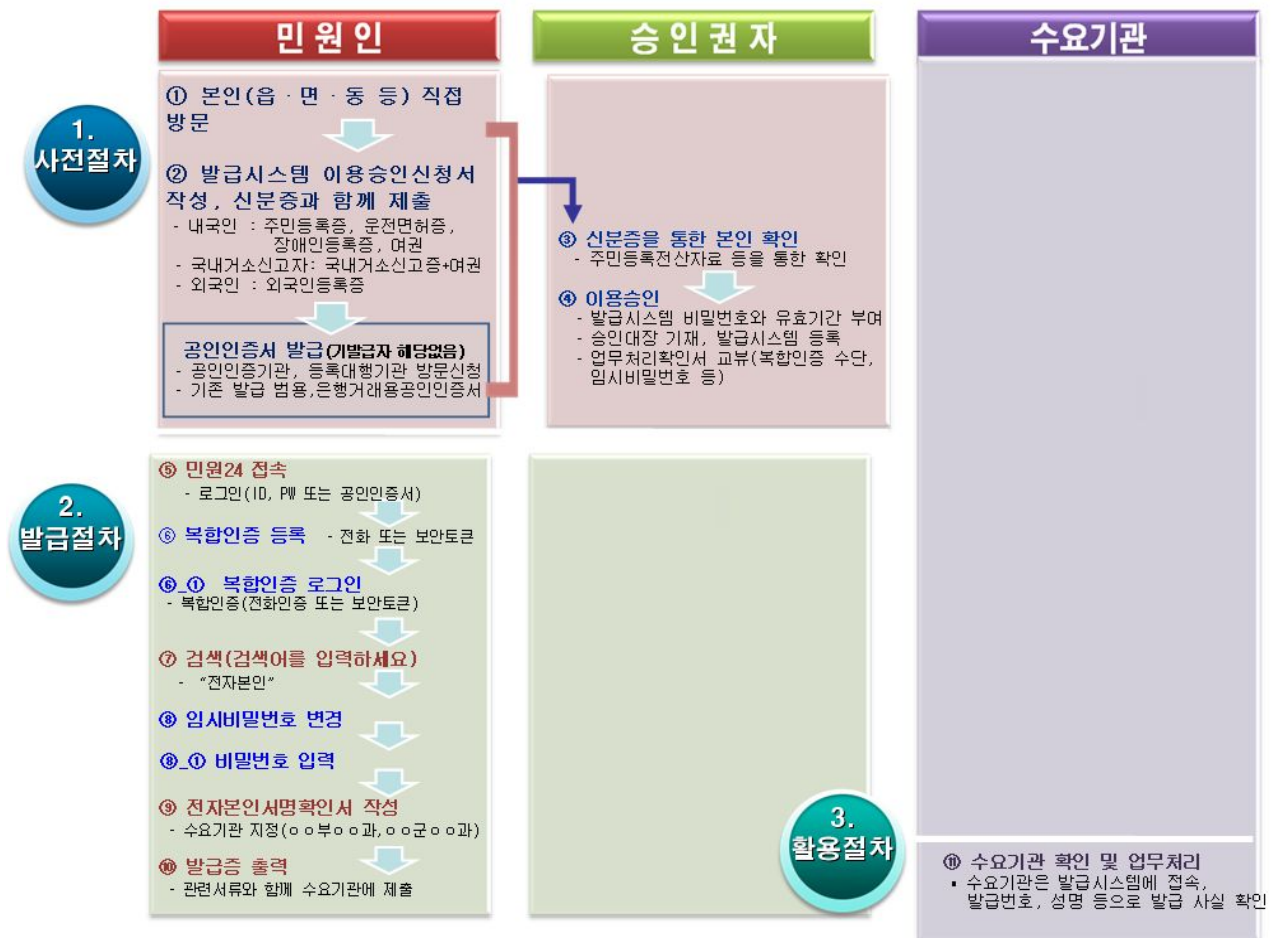 민원인
승인권자
수요기관
1.
사전절차
① 본인(읍·면·동 등) 직접
방문
② 발급시스템 이용승인신청서
작성, 신분증과 함께 제출
- 내국인 : 주민등록증, 운전면허증,
장애인등록증, 여권
- 국내거소신고자: 국내거소신고증+여권
- 외국인 : 외국인등록증
공인인증서 발급(기발급자 해당없음)
- 공인인증기관, 등록대행기관 방문신청
- 기존 발급 범용,은행거래용공인인증서
③ 신분증을 통한 본인 확인
- 주민등록전산자료 등을 통한 확인
④ 이용승인
- 발급시스템 비밀번호와 유효기간 부여
- 승인대장 기재, 발급시스템 등록
- 업무처리확인서 교뷰(복합인증 수단,
임시비밀번호 등)
2.
발급절차
⑤ 민원24 접속
- 로그인(ID, PW 또는 공인인증서)
⑥ 복합인증 등록 - 전화 또는 보안토큰
⑥_① 복합인증 로그인
- 복합인증(전화인증 또는 보안토큰)
⑦ 검색(검색어를 입력하세요)
- “전자본인”
⑧ 임시비밀번호 변경
⑧_① 비밀번호 입력
⑨ 전자본인서명확인서 작성
- 수요기관 지정(ㅇㅇ부ㅇㅇ과,ㅇㅇ군ㅇㅇ과)
⑩ 발급증 출력
- 관련서류와 함께 수요기관에 제출
3.
활용절차
⑪ 수요기관 확인 및 업무처리
▪ 수요기관은 발급시스템에 접속,
발급번호, 성명 등으로 발급 사실 확인